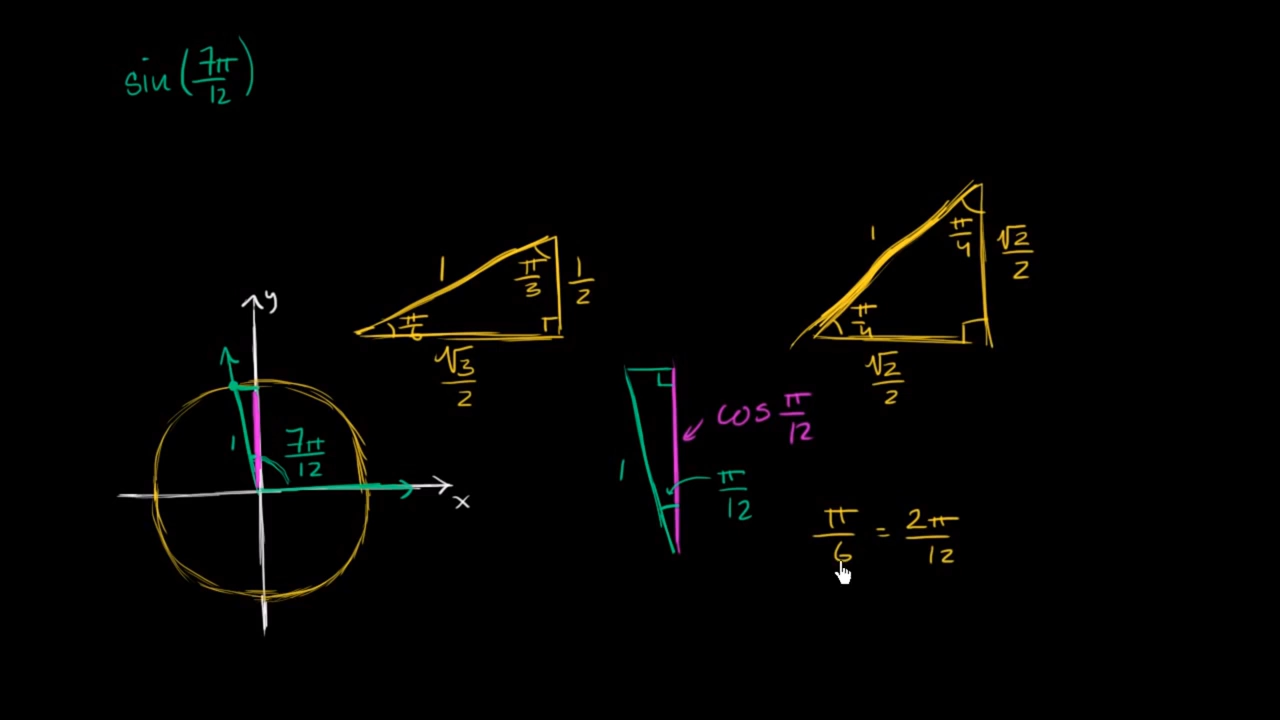 sin(7π/12)
1
π/6
π/3
1/2
√3/2
1
π/4
π/4
√2/2
√2/2
y
x
1
7π/12
1
cos π/12
π/12
π/6 = 2π/12